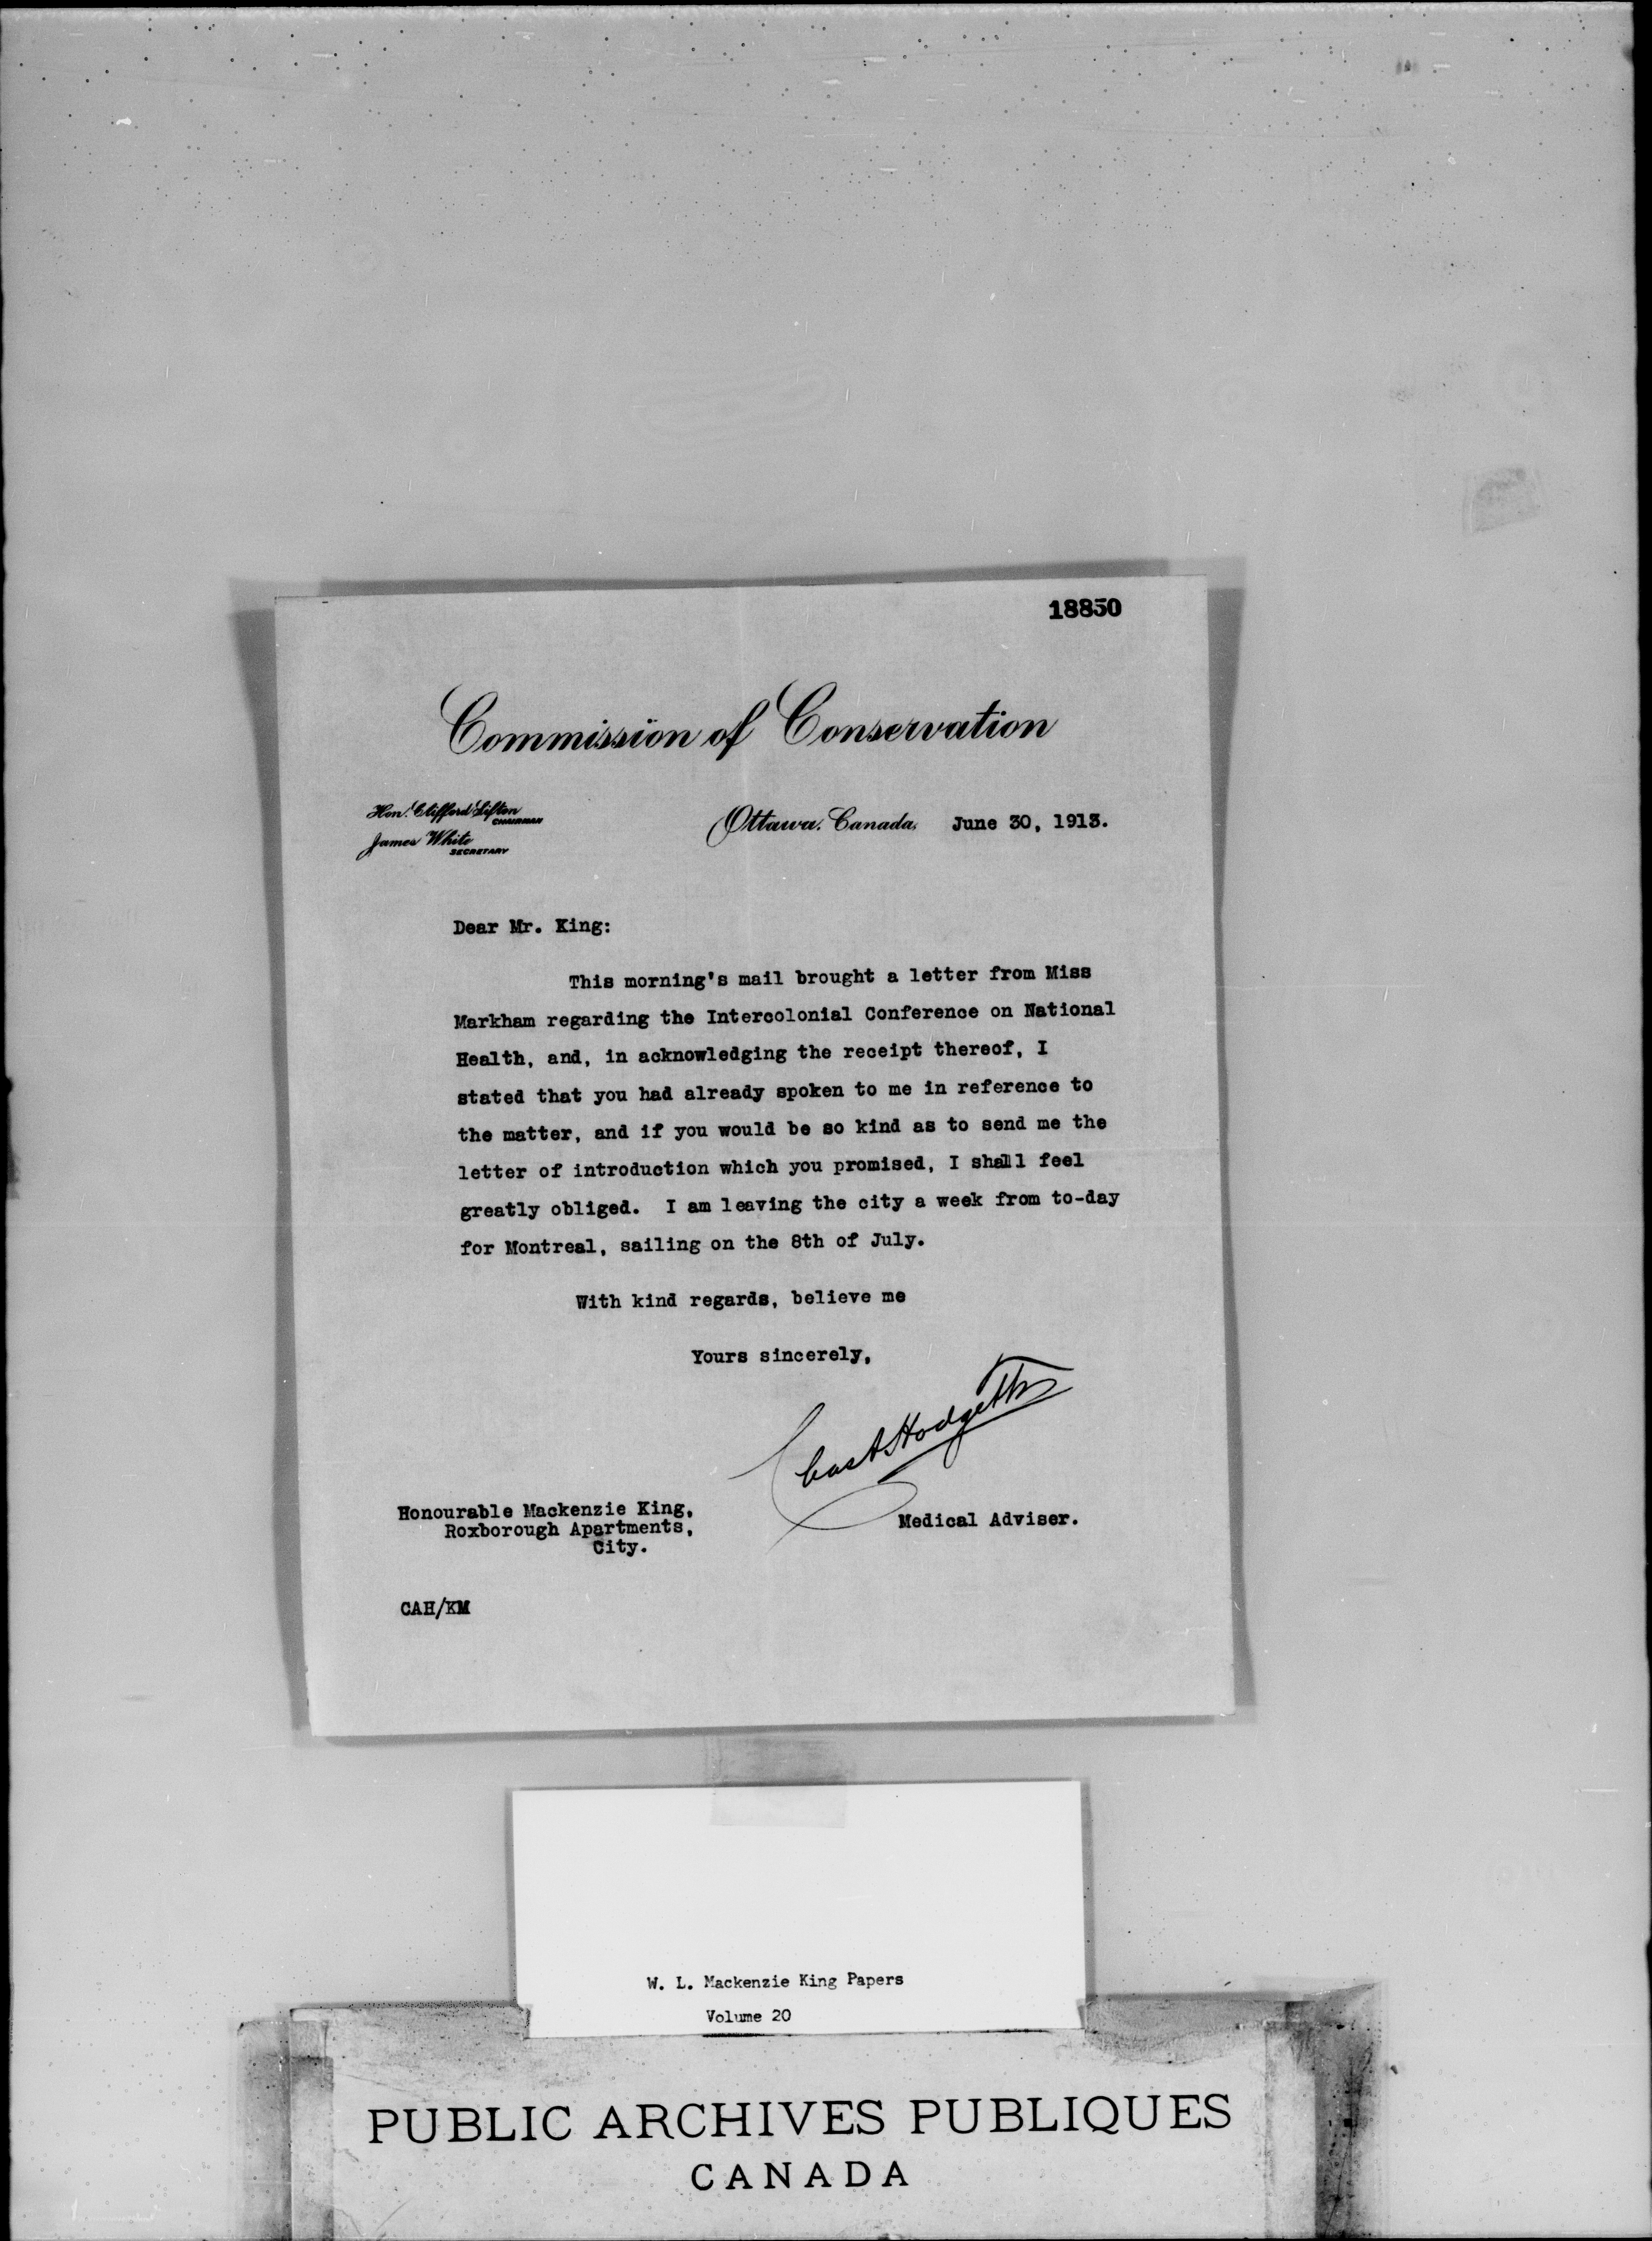 18850
Commission of Conservation
Hon. Clifford Sifton
CHAIRMAN
James White
SECRETARY
Ottawa, Canada, June 30, 1913.
Dear Mr. King:
This morning's mail brought a letter from Miss
Markham regarding the Intercolonial Conference on National
Health, and, in acknowledging the receipt thereof, I
stated that you had already spoken to me in reference to
the matter, and if you would be so kind as to send me the
letter of introduction which you promised, I shall feel
greatly obliged. I am leaving the city a week from to-day
for Montreal, sailing on the 8th of July.
With kind regards, believe me
Yours sincerely,
Chas A Hodgetts
Medical Adviser.
Honourable Mackenzie King,
Roxborough Apartments,
City.
CAH/KM
W. L. Mackenzie King Papers
Volume 20
PUBLIC ARCHIVES PUBLIQUES
CANADA